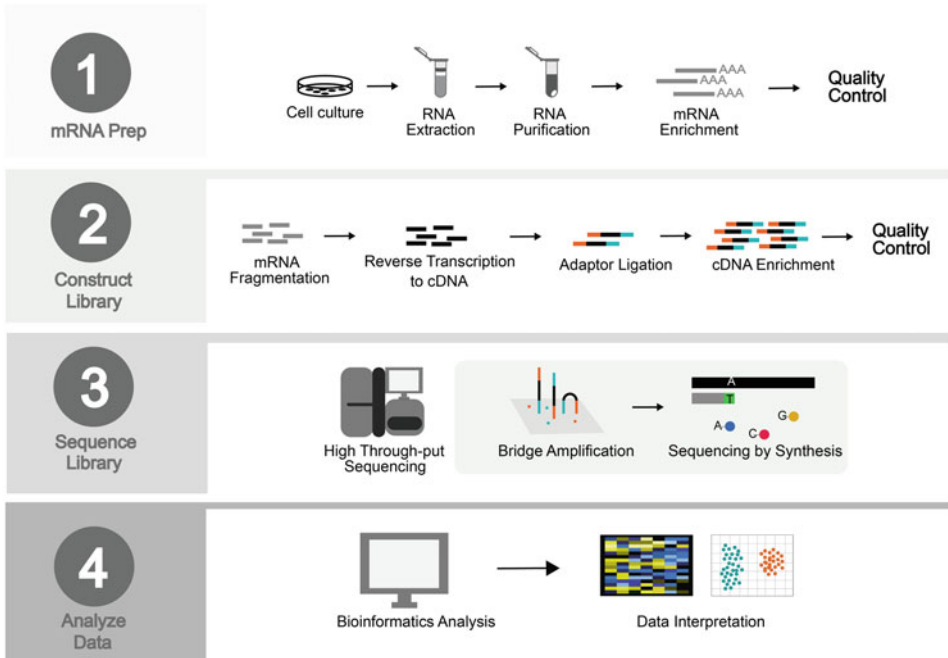 1
mRNA Prep
Cell culture
RNA
Extraction
RNA
Purification
AAA
AAA
AAA
mRNA
Enrichment
Quality
Control
2
Construct
Library
mRNA
Fragmentation
Reverse Transcription
to cDNA
Adaptor Ligation
cDNA Enrichment
Quality
Control
3
Sequence
Library
High Through-put
Sequencing
Bridge Amplification
A
T
A
C
G
Sequencing by Synthesis
4
Analyze
Data
Bioinformatics Analysis
Data Interpretation